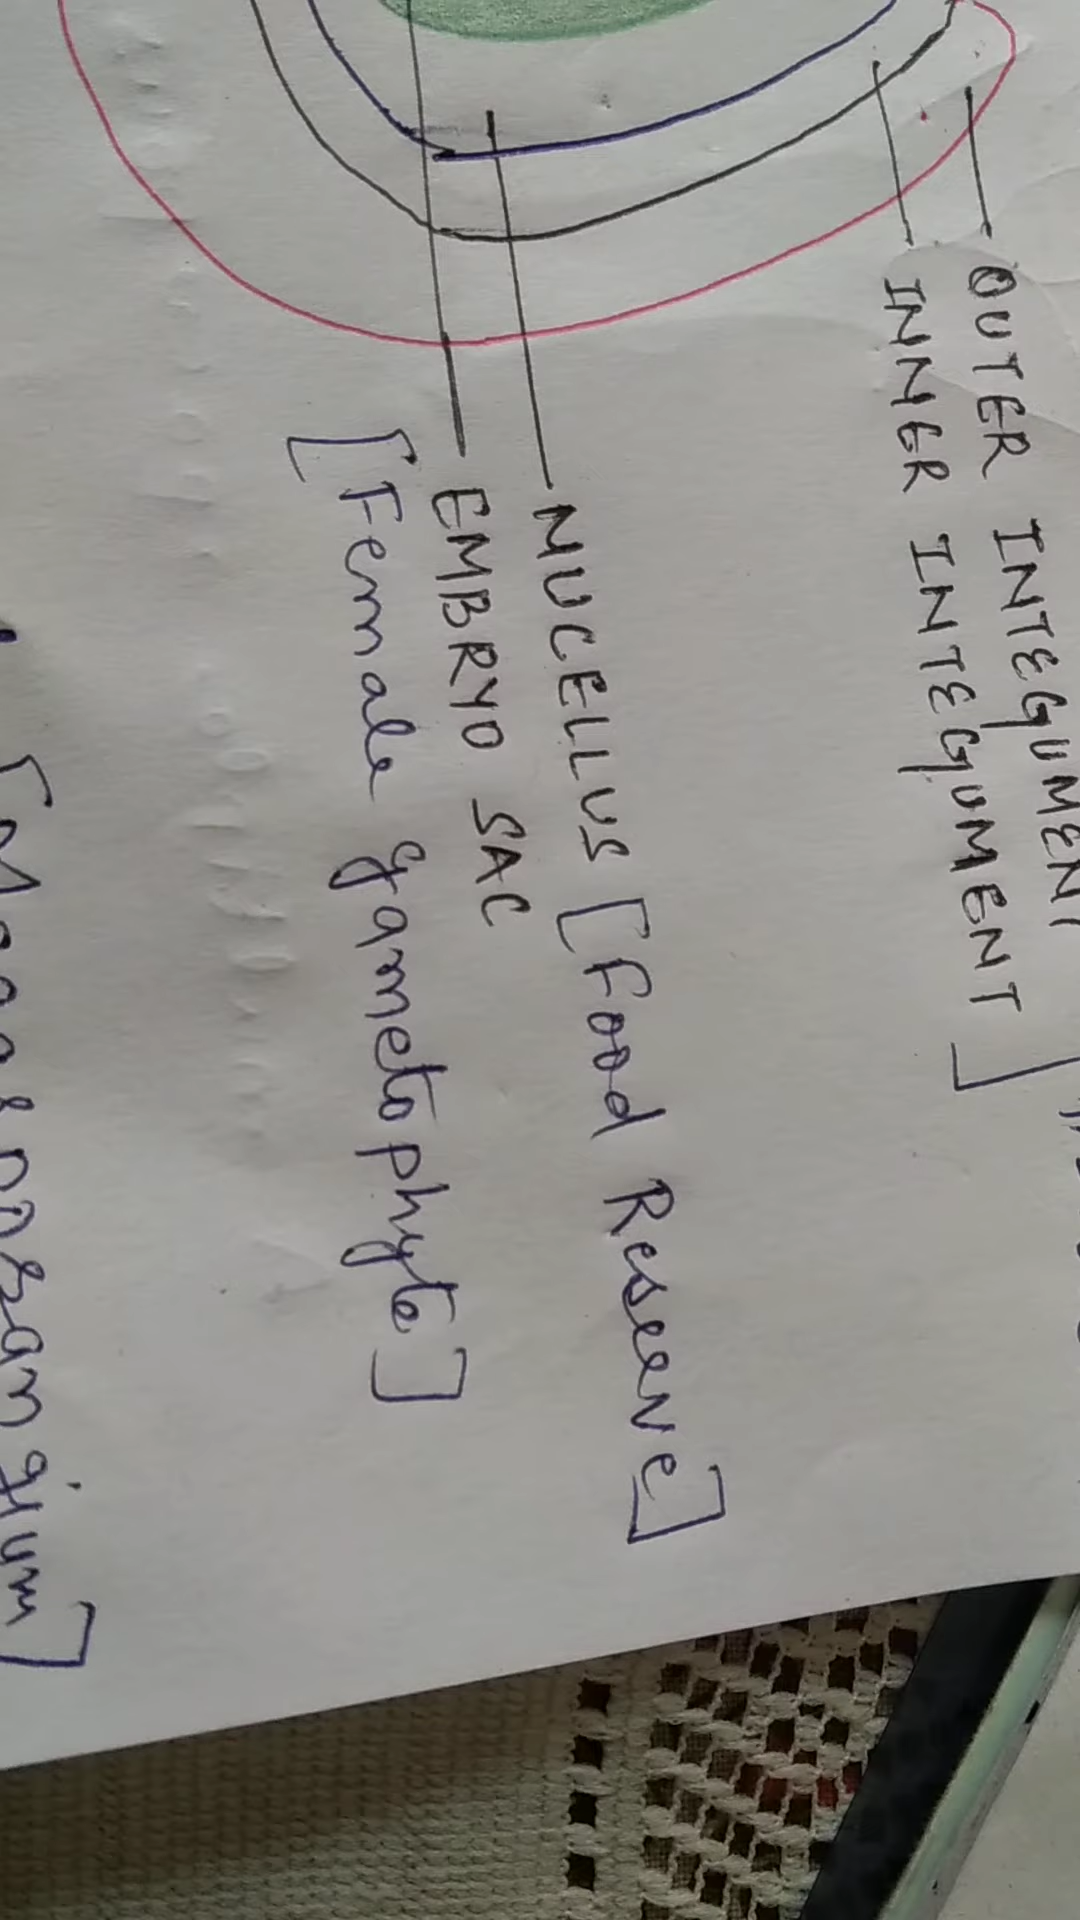 OUTER INTEGUMENT
INNER INTEGUMENT ]
NUCELLUS [Food Reserve]
EMBRYO SAC
[Female gametophyte]